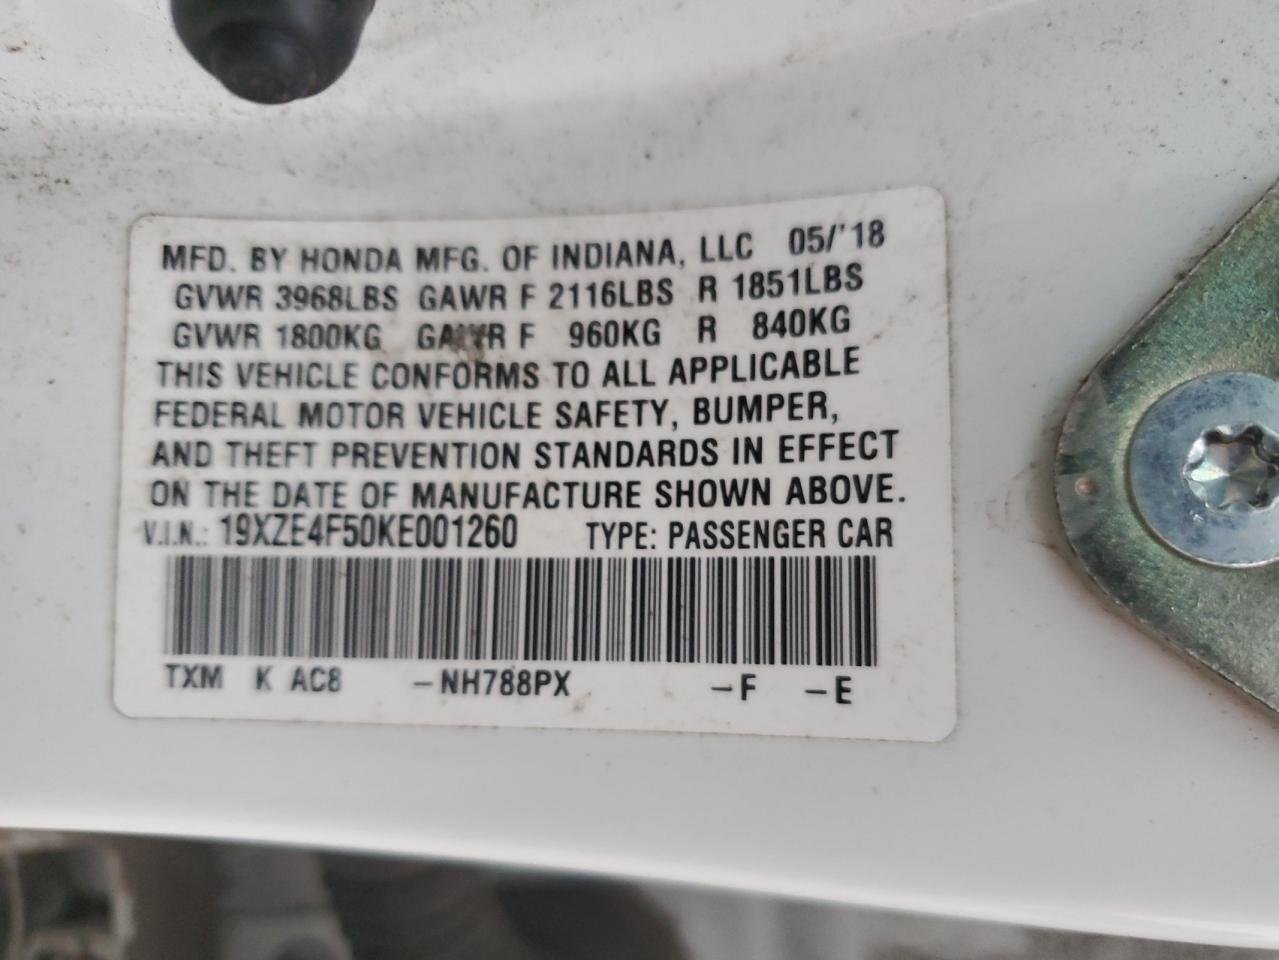 MFD. BY HONDA MFG. OF INDIANA, LLC 05/'18
GVWR 3968LBS GAWR F 2116LBS R 1851LBS
GVWR 1800KG GAWR F 960KG R 840KG
THIS VEHICLE CONFORMS TO ALL APPLICABLE
FEDERAL MOTOR VEHICLE SAFETY, BUMPER,
AND THEFT PREVENTION STANDARDS IN EFFECT
ON THE DATE OF MANUFACTURE SHOWN ABOVE.
V.I.N.: 19XZE4F50KE001260 TYPE: PASSENGER CAR
TXM K AC8 -NH788PX -F -E